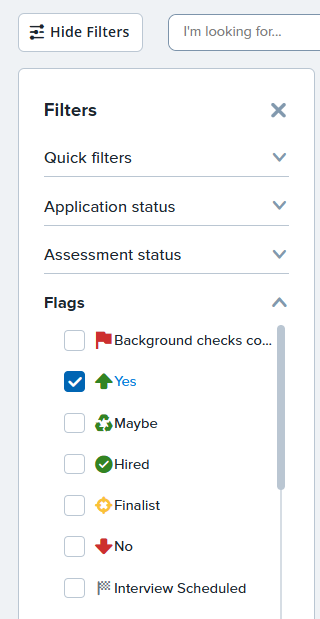 Hide Filters
I'm looking for...
Filters
Quick filters
Application status
Assessment status
Flags
Background checks co...
Yes
Maybe
Hired
Finalist
No
Interview Scheduled